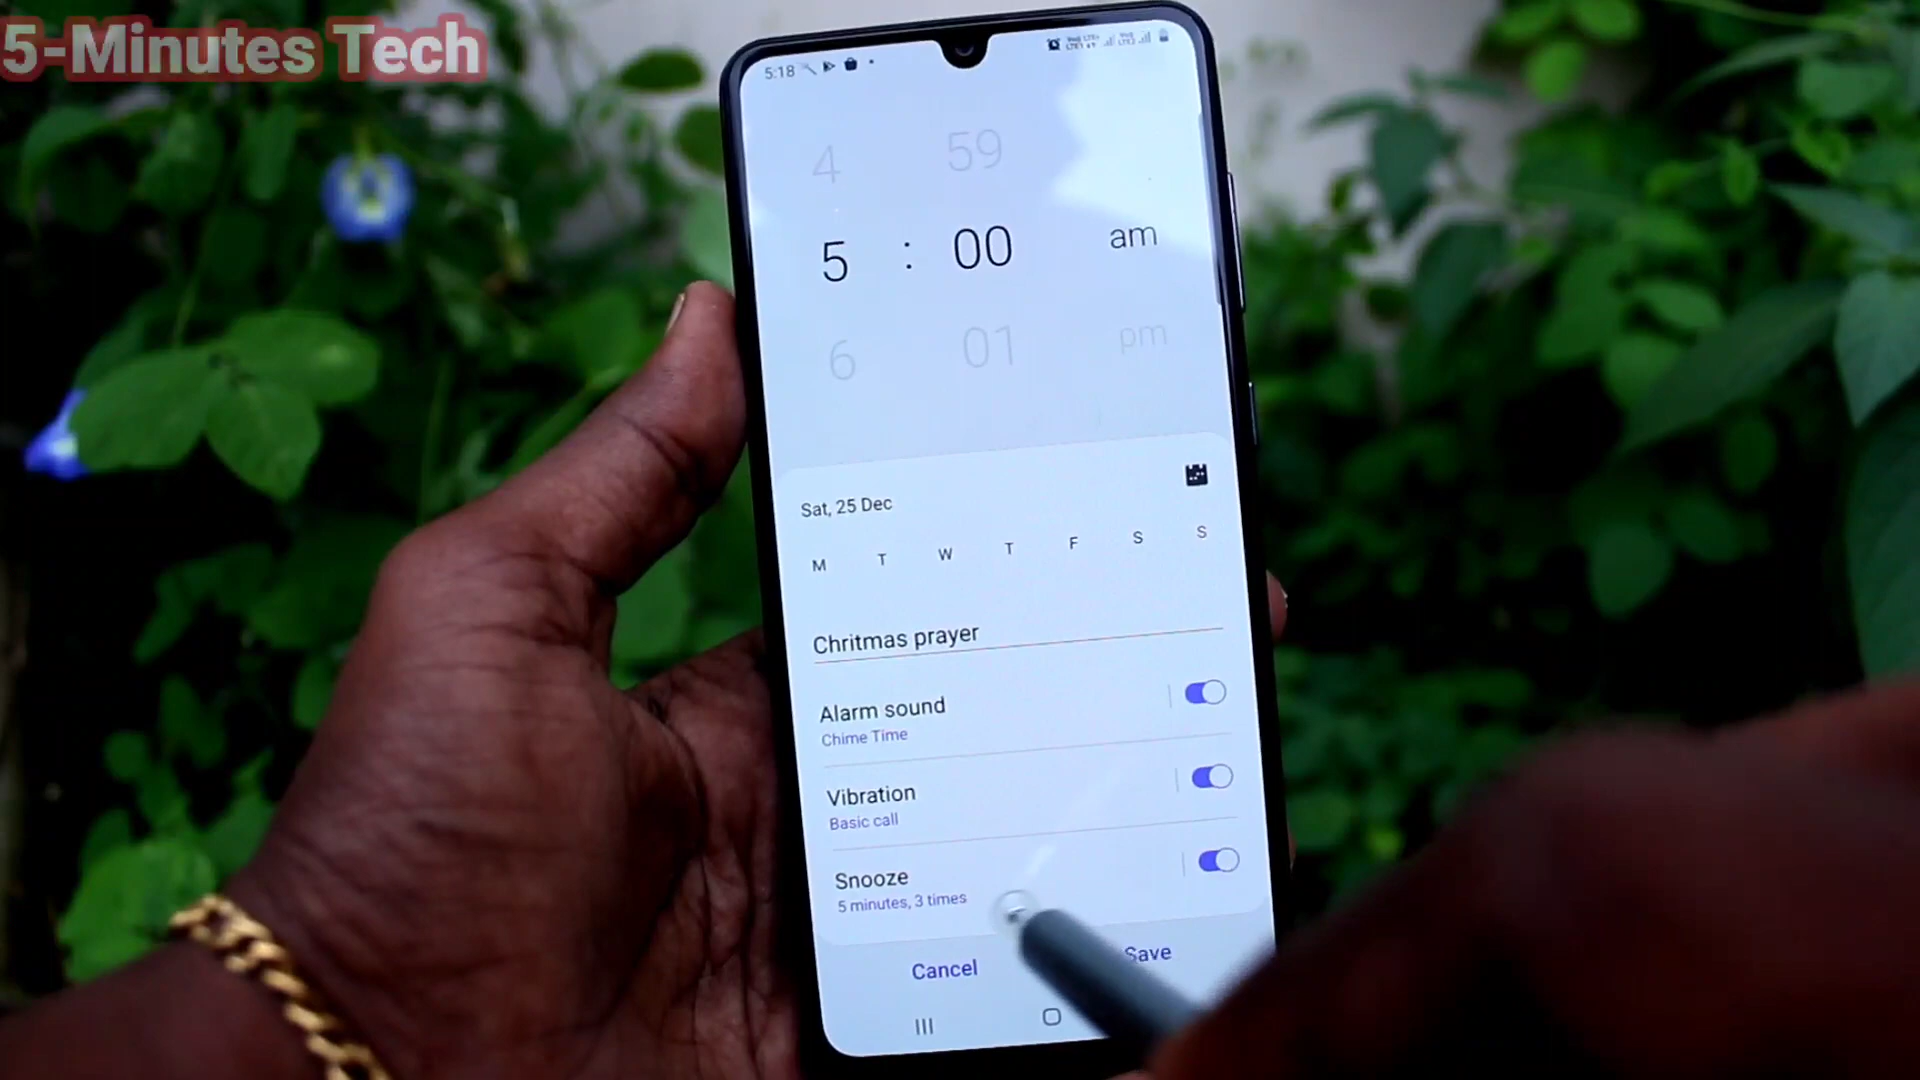 5-Minutes Tech
5:18
4 59
5 : 00 am
6 01 pm
Sat, 25 Dec
M T W T F S S
Chritmas prayer
Alarm sound
Chime Time
Vibration
Basic call
Snooze
5 minutes, 3 times
Cancel Save